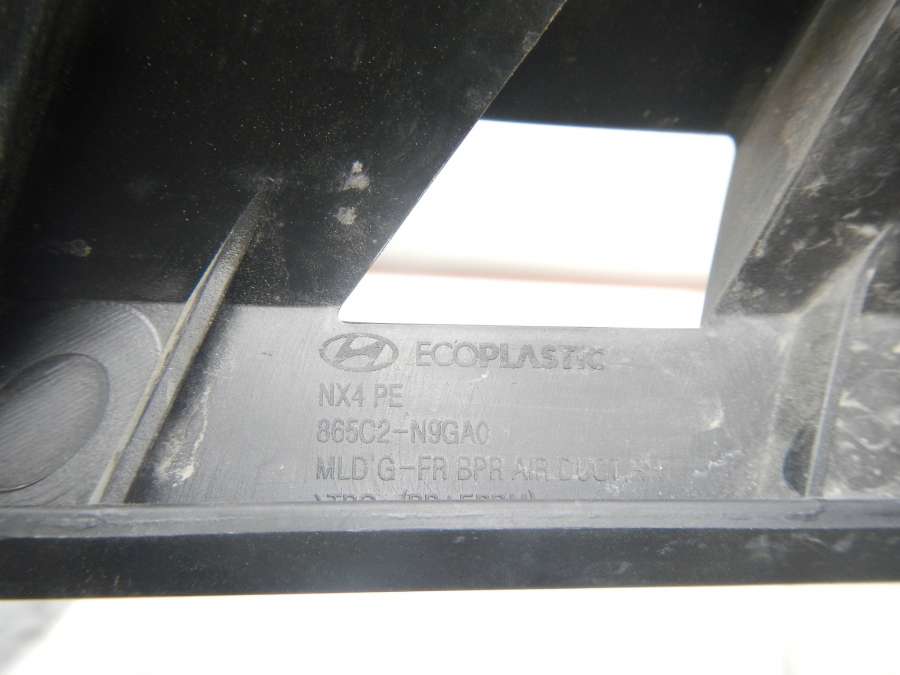 ECOPLASTIC
NX4 PE
865C2-N9GA0
MLD'G-FR BPR AIR DUCT